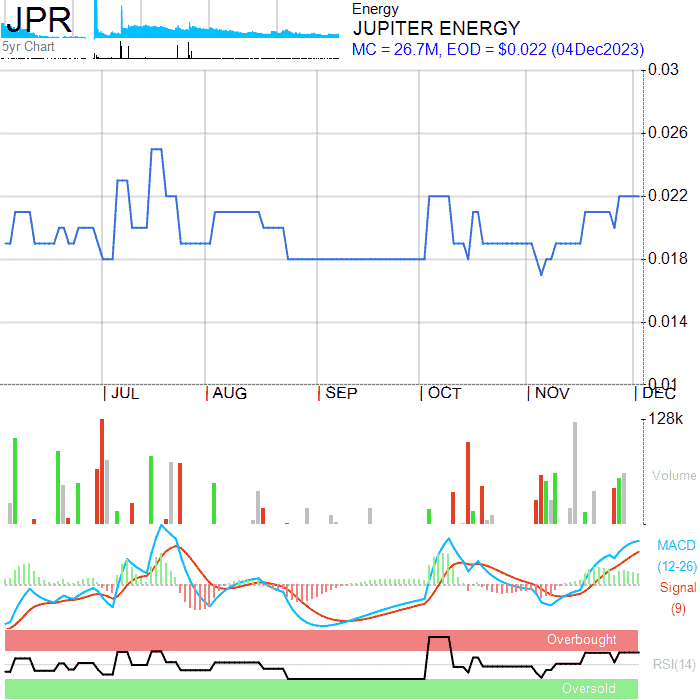 JPR
5yr Chart
Energy
JUPITER ENERGY
MC = 26.7M, EOD = $0.022 (04Dec2023)
0.03
0.026
0.022
0.018
0.014
0.01
JUL AUG SEP OCT NOV DEC
128k
Volume
MACD
(12-26)
Signal
(9)
Overbought
RSI(14)
Oversold